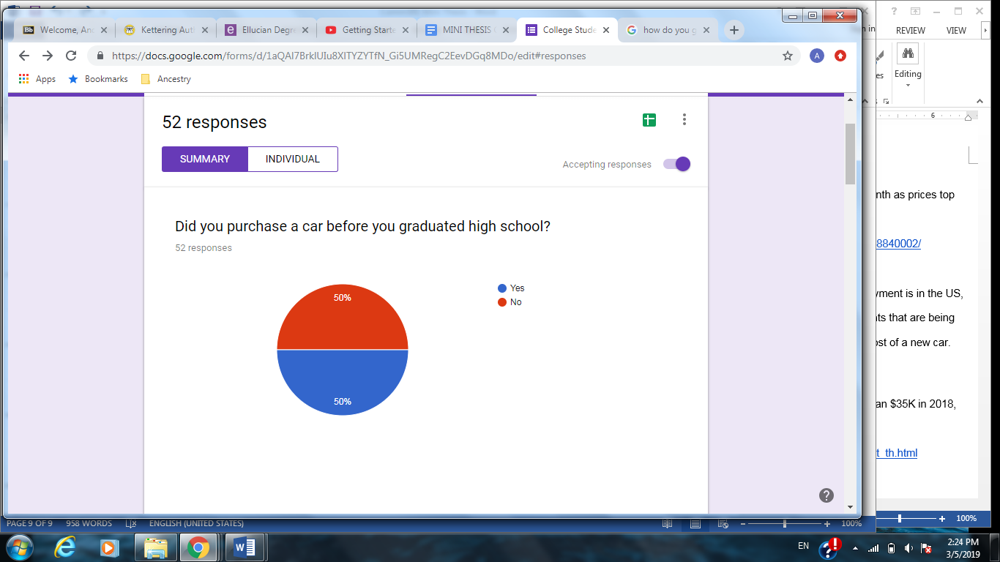 Welcome, An
Kettering Aut
Ellucian Degre
Getting Starte
MINI THESIS
College Stude
how do you g
in
REVIEW VIEW
https://docs.google.com/forms/d/
/edit#responses
A
Apps Bookmarks Ancestry
es Editing
6
52 responses
SUMMARY INDIVIDUAL
Accepting responses
nth as prices top
Did you purchase a car before you graduated high school?
52 responses
8840002/
50%
Yes
No
yment is in the US,
ts that are being
ost of a new car.
50%
an $35K in 2018,
t_th.html
PAGE 9 OF 9 958 WORDS ENGLISH (UNITED STATES) 100%
100%
EN
2:24 PM
3/5/2019